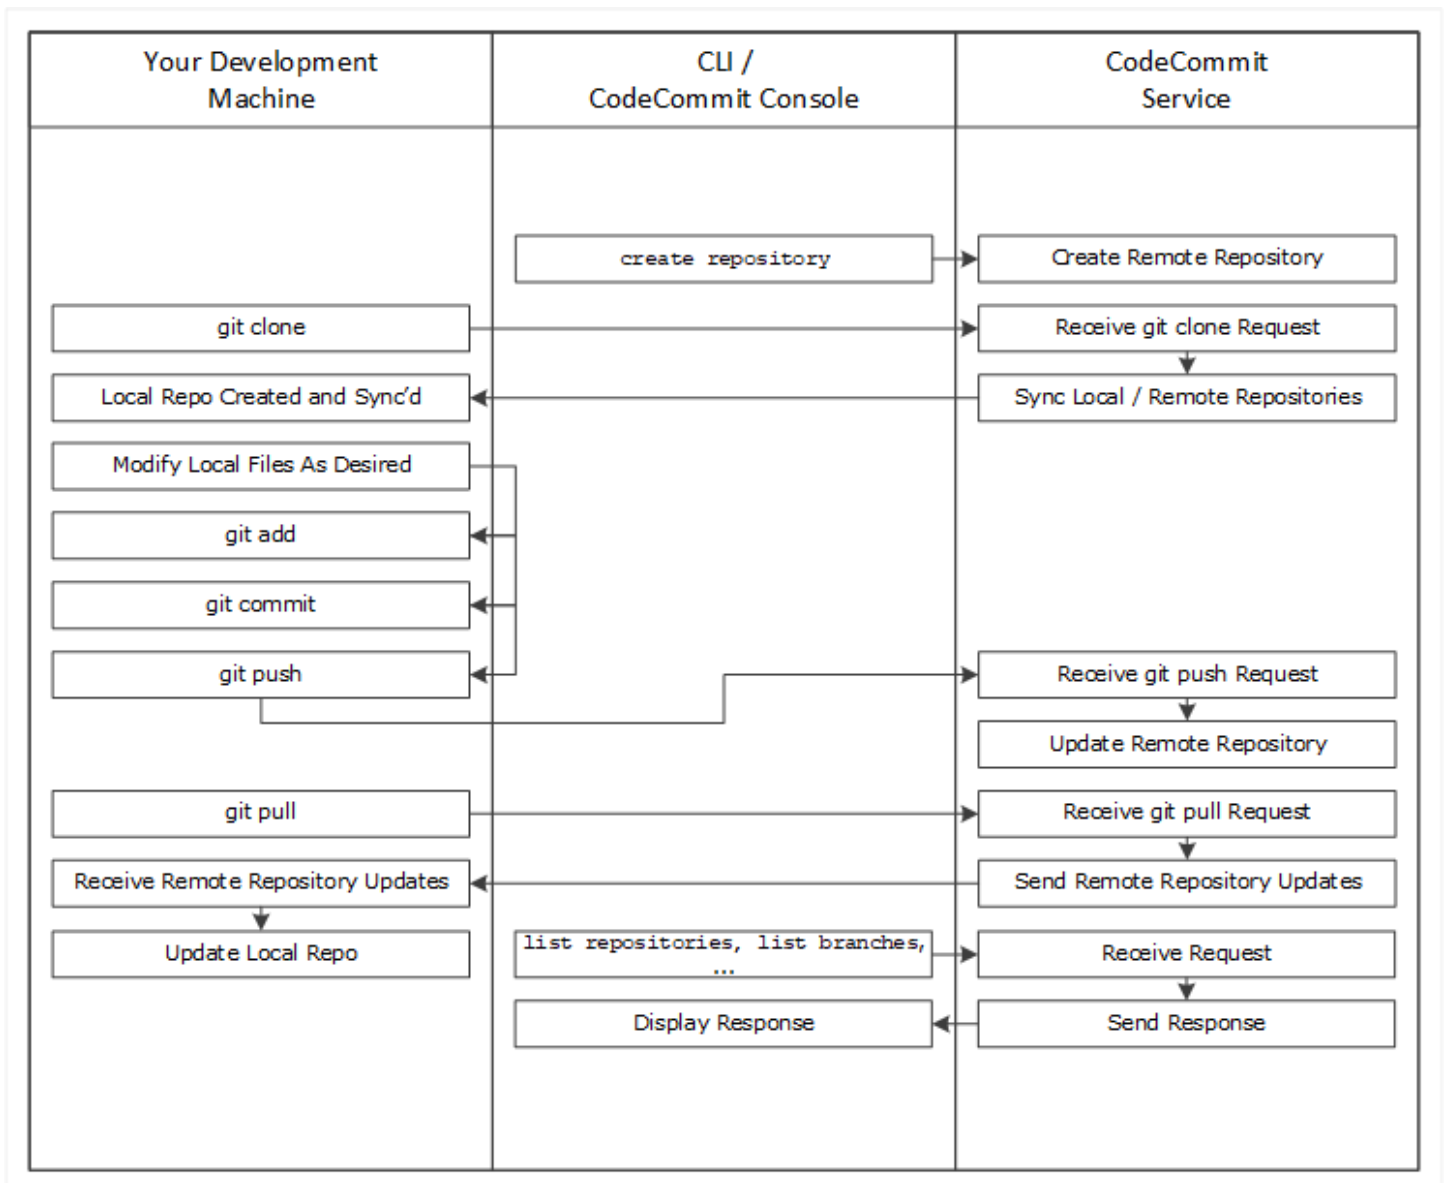 Your Development
Machine
CLI /
CodeCommit Console
CodeCommit
Service
create repository
Create Remote Repository
git clone
Receive git clone Request
Local Repo Created and Sync’d
Sync Local / Remote Repositories
Modify Local Files As Desired
git add
git commit
git push
Receive git push Request
Update Remote Repository
git pull
Receive git pull Request
Receive Remote Repository Updates
Send Remote Repository Updates
Update Local Repo
list repositories, list branches,
...
Receive Request
Display Response
Send Response